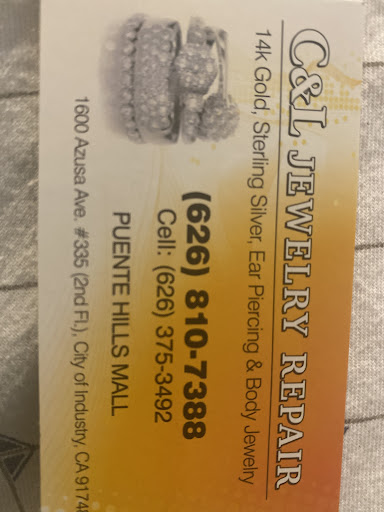 C&L JEWELRY REPAIR
14k Gold, Sterling Silver, Ear Piercing & Body Jewelry
(626) 810-7388
Cell: (626) 375-3492
PUENTE HILLS MALL
1600 Azusa Ave. #335 (2nd Fl.), City of Industry, CA 9174